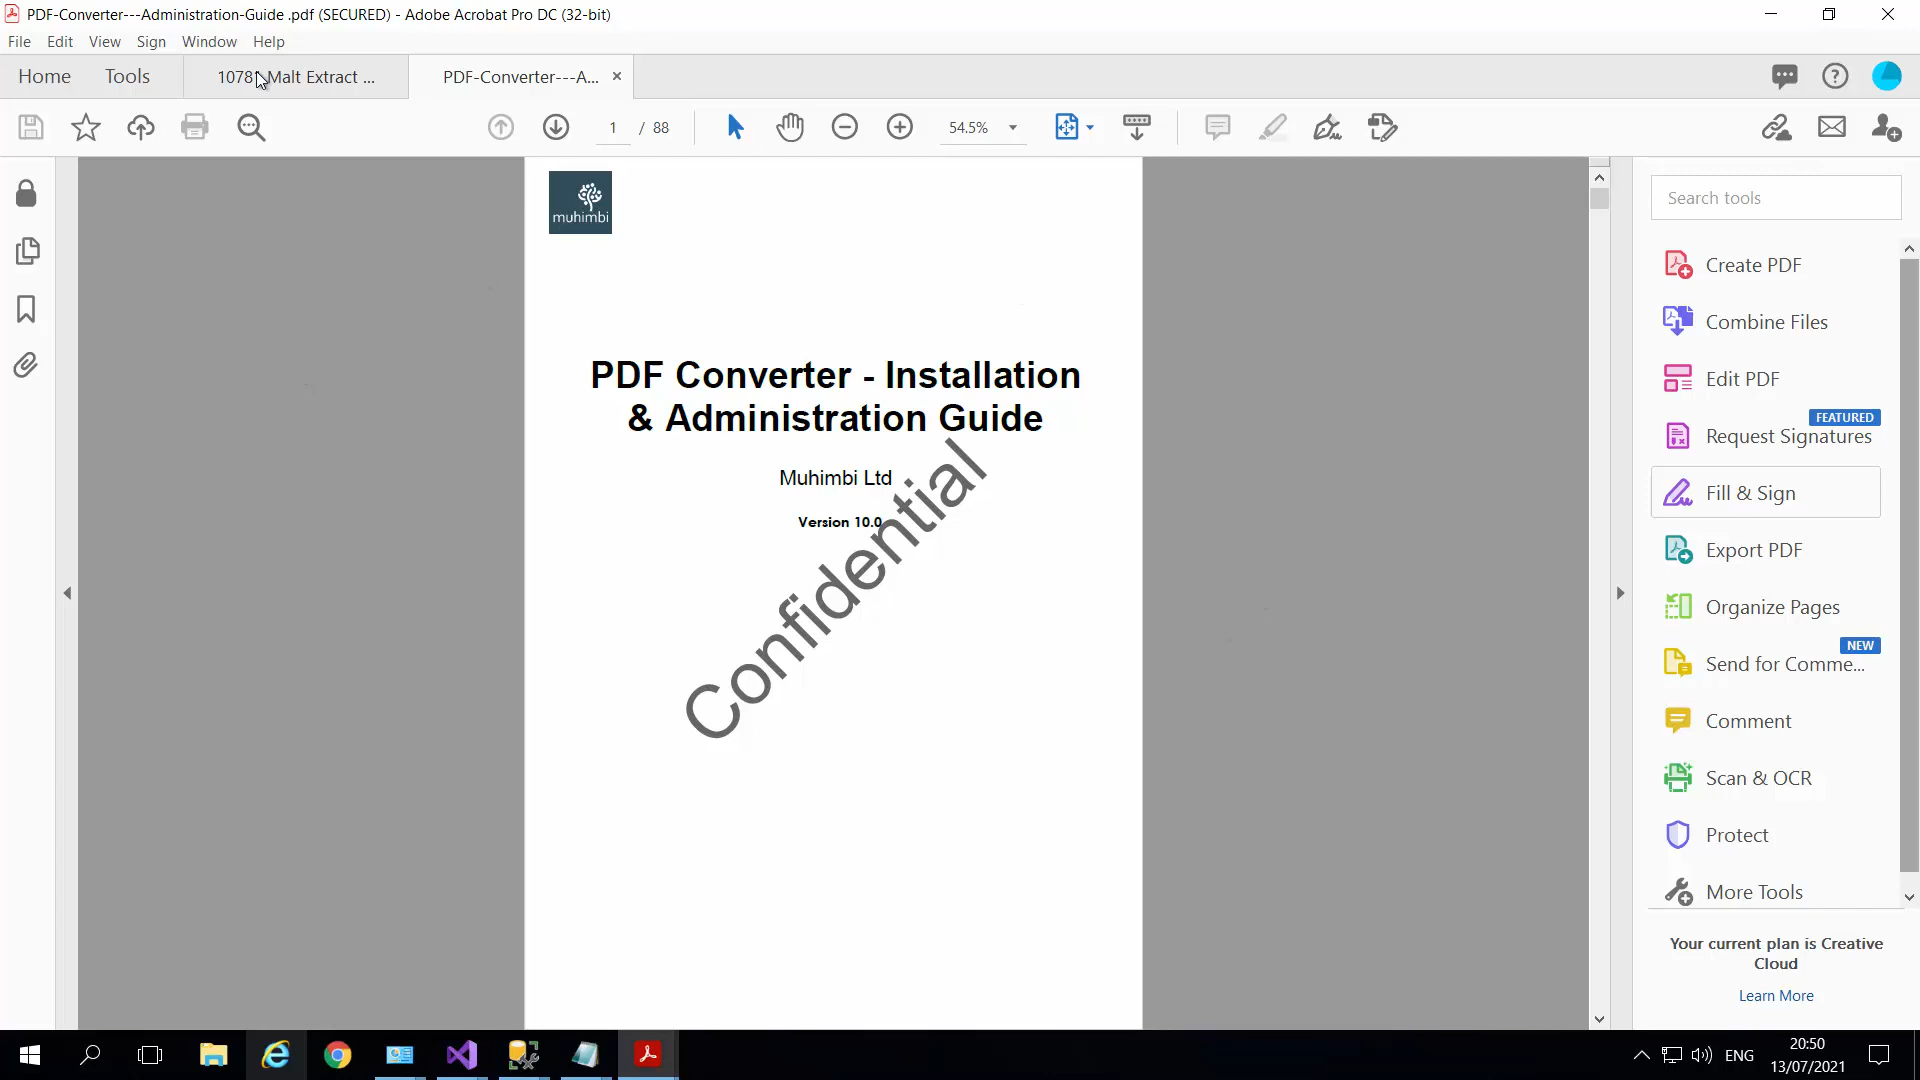 PDF-Converter---Administration-Guide .pdf (SECURED) - Adobe Acrobat Pro DC (32-bit)
File Edit View Sign Window Help
Home Tools 10781 Malt Extract ... PDF-Converter---A...
1 / 88 54.5%
muhimbi
PDF Converter - Installation
& Administration Guide
Muhimbi Ltd
Version 10.0
Confidential
Search tools
Create PDF
Combine Files
Edit PDF
FEATURED
Request Signatures
Fill & Sign
Export PDF
Organize Pages
NEW
Send for Comme...
Comment
Scan & OCR
Protect
More Tools
Your current plan is Creative
Cloud
Learn More
ENG
20:50
13/07/2021